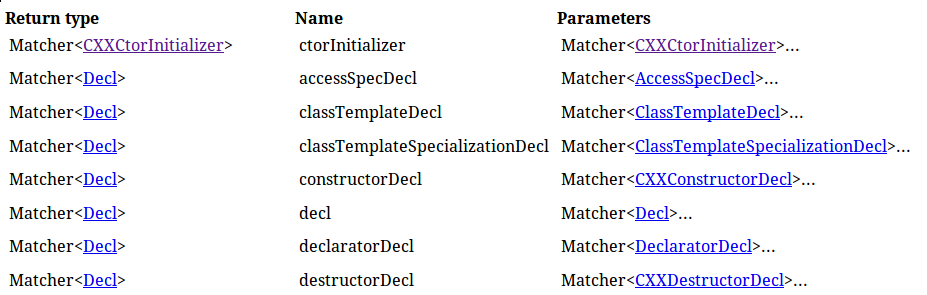 Return type Name Parameters
Matcher<CXXCtorInitializer> ctorInitializer Matcher<CXXCtorInitializer>...
Matcher<Decl> accessSpecDecl Matcher<AccessSpecDecl>...
Matcher<Decl> classTemplateDecl Matcher<ClassTemplateDecl>...
Matcher<Decl> classTemplateSpecializationDecl Matcher<ClassTemplateSpecializationDecl>...
Matcher<Decl> constructorDecl Matcher<CXXConstructorDecl>...
Matcher<Decl> decl Matcher<Decl>...
Matcher<Decl> declaratorDecl Matcher<DeclaratorDecl>...
Matcher<Decl> destructorDecl Matcher<CXXDestructorDecl>...